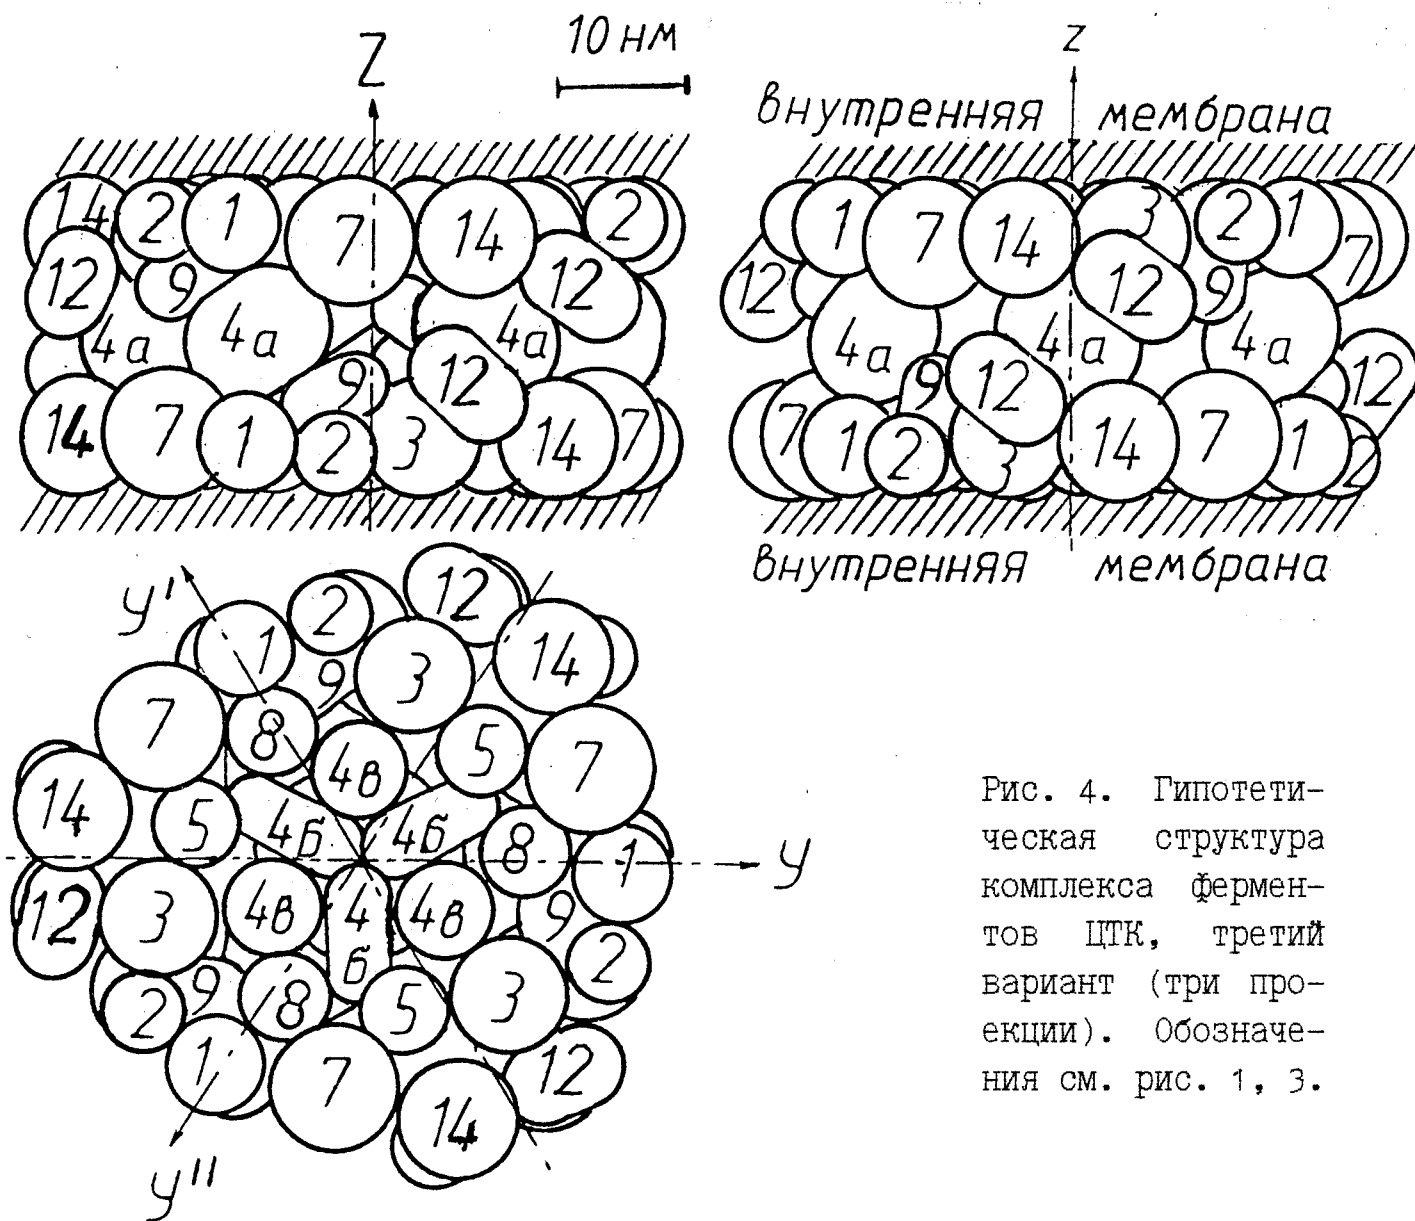 10 нм
Z
z
внутренняя мембрана
14 2 1 7 14 2
12 9 12
4а 4а 4а
9 12
14 7 1 2 3 14 7
1 7 14 3 2 1 7
12 12 9
4а 4а 4а
9 12 12
7 1 2 3 14 7 1 2
внутренняя мембрана
y'
2 12
1 3 14
9
7 8 5 7
4в
14 5 4б 4б 8 1
y
12 3 4в 4 4в 9
б
2 9 8 5 3 2
1 7 12
14
y"
Рис. 4. Гипотети-
ческая структура
комплекса фермен-
тов ЦТК, третий
вариант (три про-
екции). Обозначе-
ния см. рис. 1, 3.